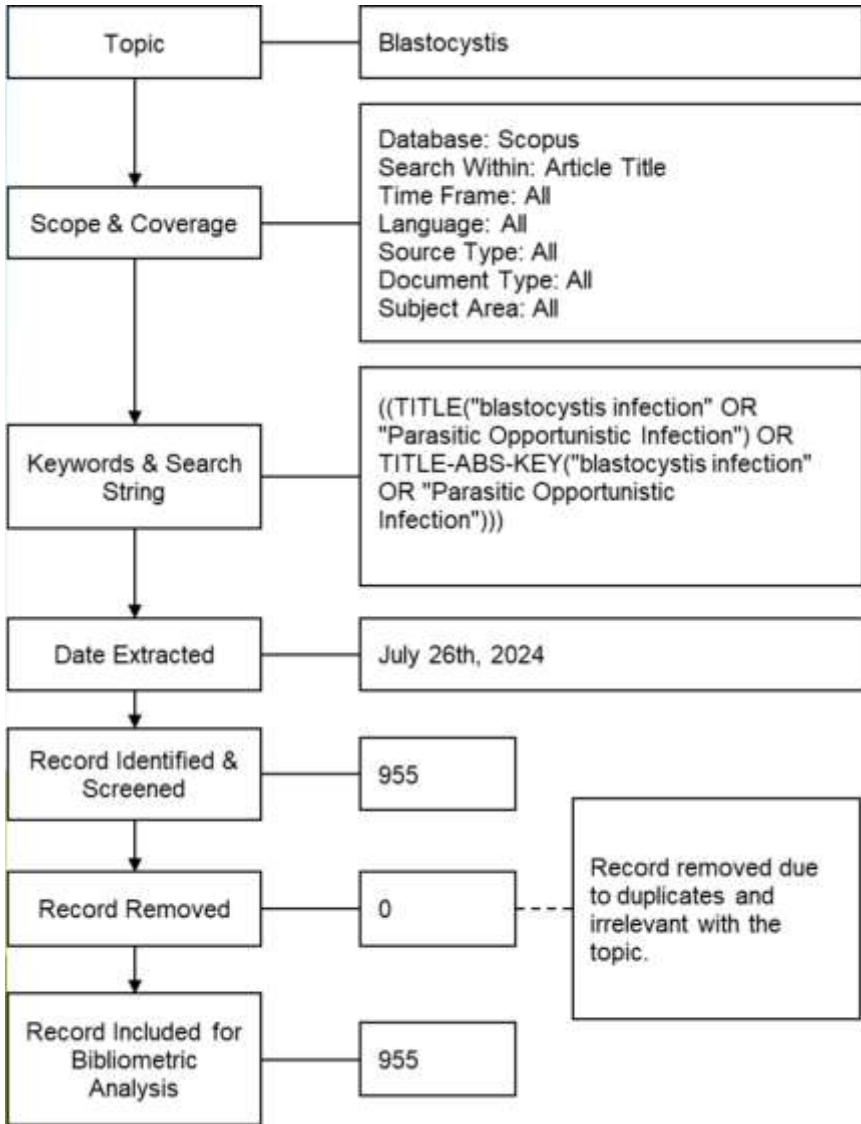 Topic
Blastocystis
Scope & Coverage
Database: Scopus
Search Within: Article Title
Time Frame: All
Language: All
Source Type: All
Document Type: All
Subject Area: All
Keywords & Search
String
((TITLE("blastocystis infection" OR
"Parasitic Opportunistic Infection") OR
TITLE-ABS-KEY("blastocystis infection"
OR "Parasitic Opportunistic
Infection")))
Date Extracted
July 26th, 2024
Record Identified &
Screened
955
Record Removed
0
Record removed due
to duplicates and
irrelevant with the
topic.
Record Included for
Bibliometric
Analysis
955